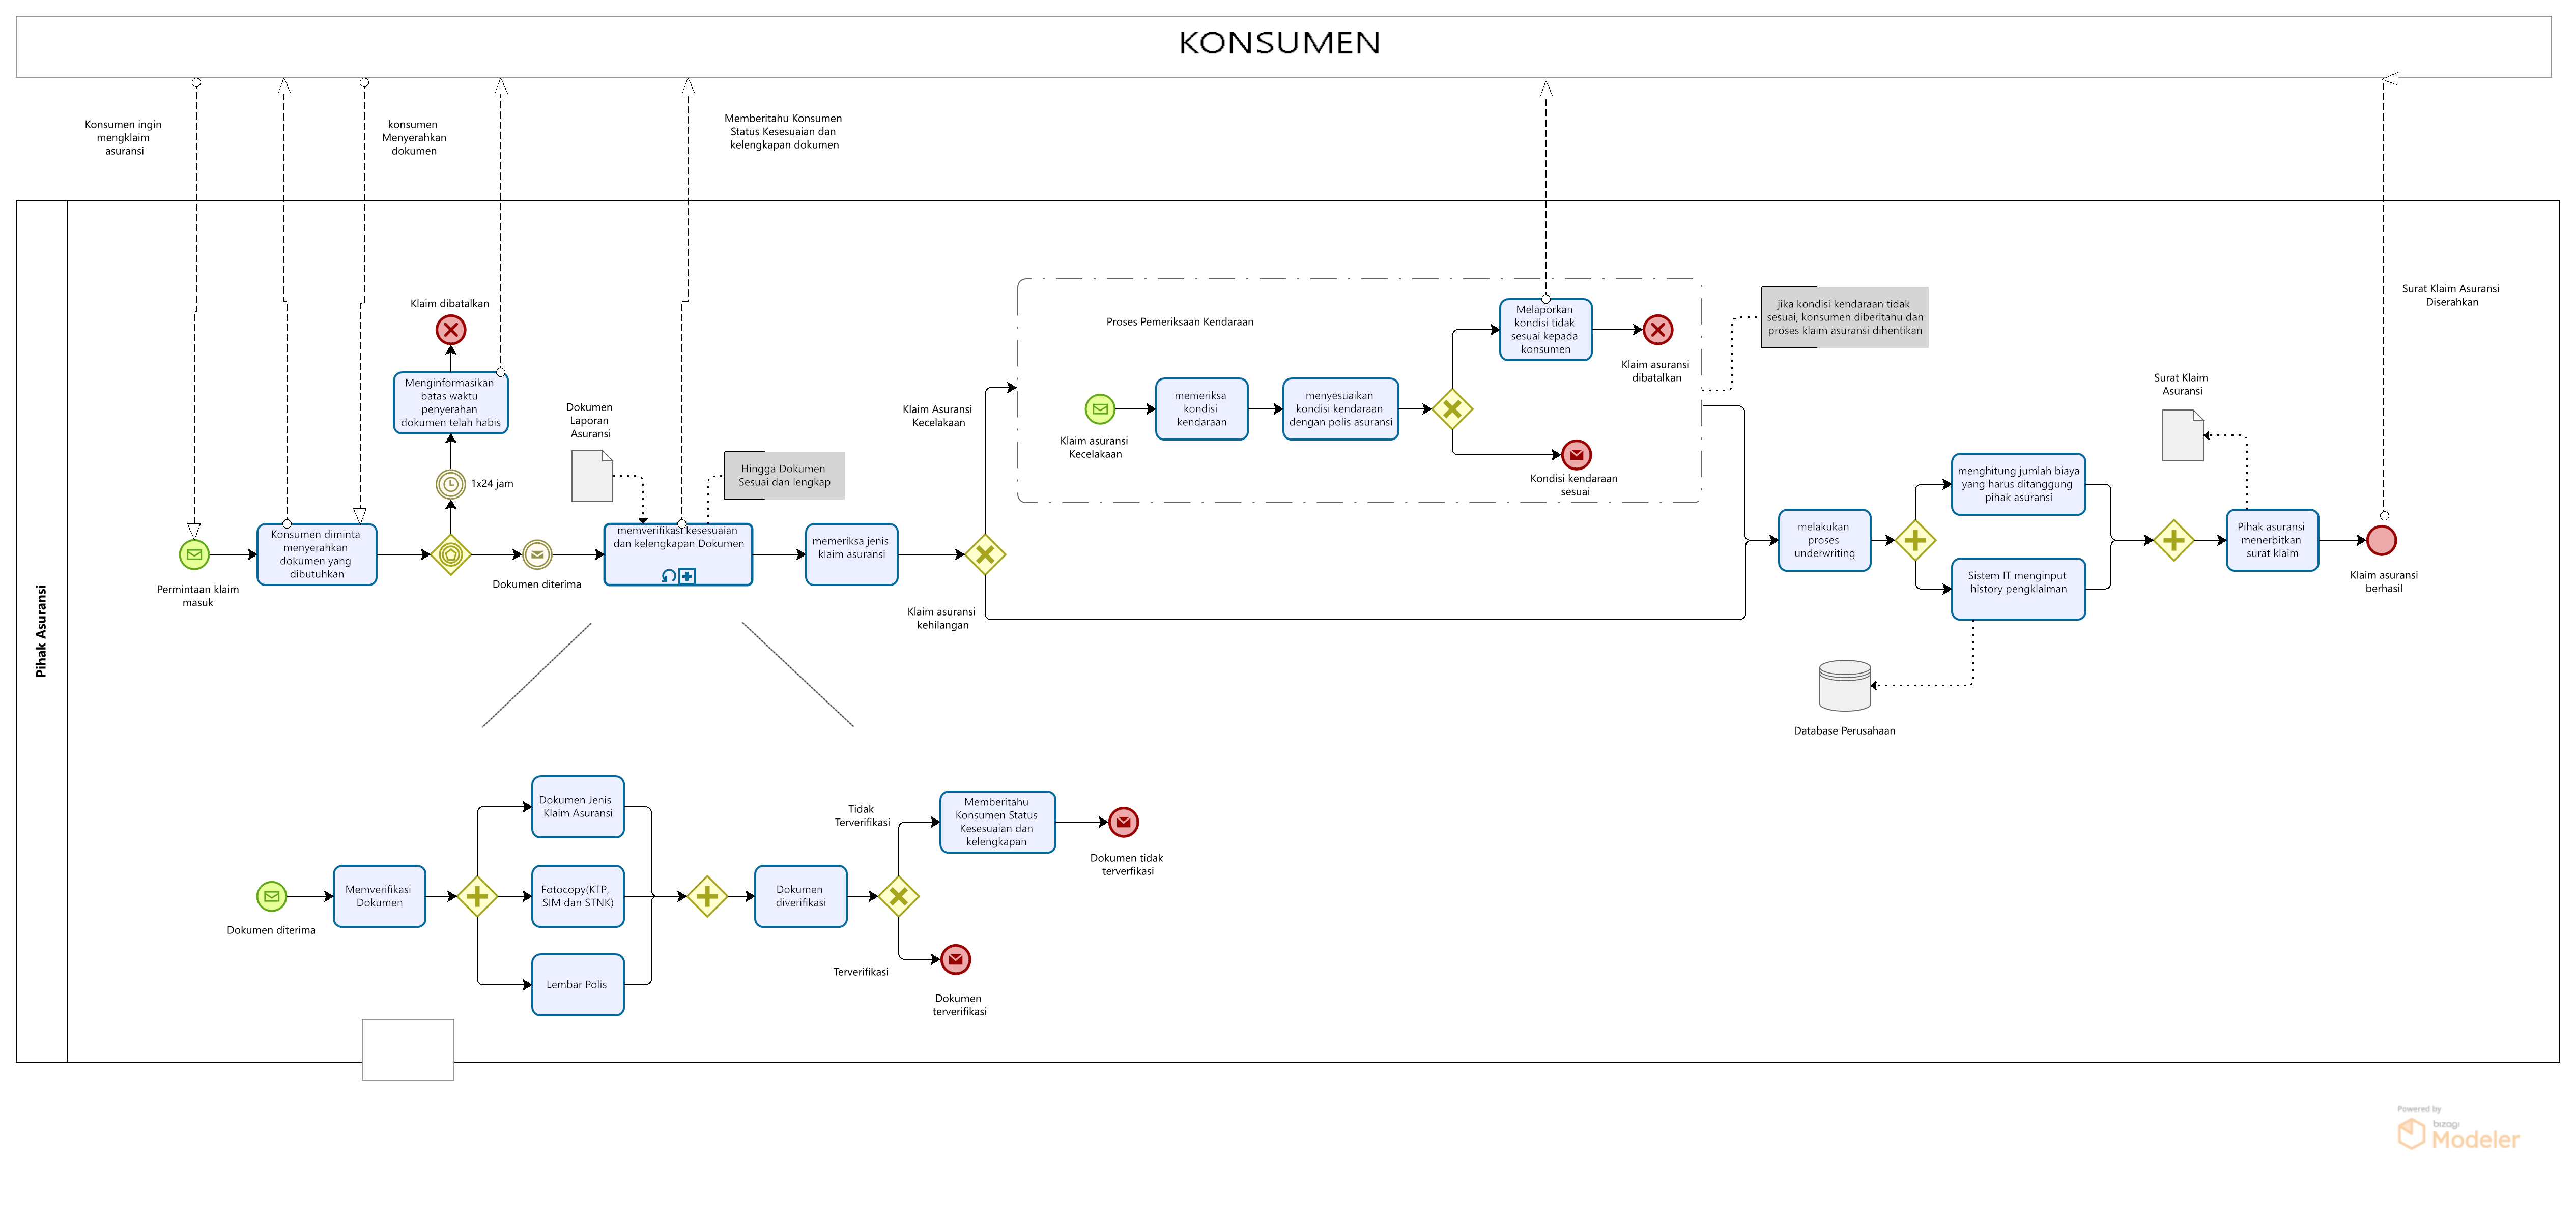 KONSUMEN
Konsumen ingin
mengklaim
asuransi
konsumen
Menyerahkan
dokumen
Memberitahu Konsumen
Status Kesesuaian dan
kelengkapan dokumen
Surat Klaim Asuransi
Diserahkan
Pihak Asuransi
Permintaan klaim
masuk
Konsumen diminta
menyerahkan
dokumen yang
dibutuhkan
Klaim dibatalkan
Menginformasikan
batas waktu
penyerahan
dokumen telah habis
1x24 jam
Dokumen diterima
Dokumen
Laporan
Asuransi
Hingga Dokumen
Sesuai dan lengkap
memverifikasi kesesuaian
dan kelengkapan Dokumen
memeriksa jenis
klaim asuransi
Klaim Asuransi
Kecelakaan
Klaim asuransi
kehilangan
Proses Pemeriksaan Kendaraan
Klaim asuransi
Kecelakaan
memeriksa
kondisi
kendaraan
menyesuaikan
kondisi kendaraan
dengan polis asuransi
Melaporkan
kondisi tidak
sesuai kepada
konsumen
Klaim asuransi
dibatalkan
Kondisi kendaraan
sesuai
jika kondisi kendaraan tidak
sesuai, konsumen diberitahu dan
proses klaim asuransi dihentikan
melakukan
proses
underwriting
menghitung jumlah biaya
yang harus ditanggung
pihak asuransi
Sistem IT menginput
history pengklaiman
Database Perusahaan
Surat Klaim
Asuransi
Pihak asuransi
menerbitkan
surat klaim
Klaim asuransi
berhasil
Dokumen diterima
Memverifikasi
Dokumen
Dokumen Jenis
Klaim Asuransi
Fotocopy(KTP,
SIM dan STNK)
Lembar Polis
Dokumen
diverifikasi
Tidak
Terverifikasi
Terverifikasi
Memberitahu
Konsumen Status
Kesesuaian dan
kelengkapan
Dokumen tidak
terverfikasi
Dokumen
terverifikasi
Powered by
bizagi
Modeler